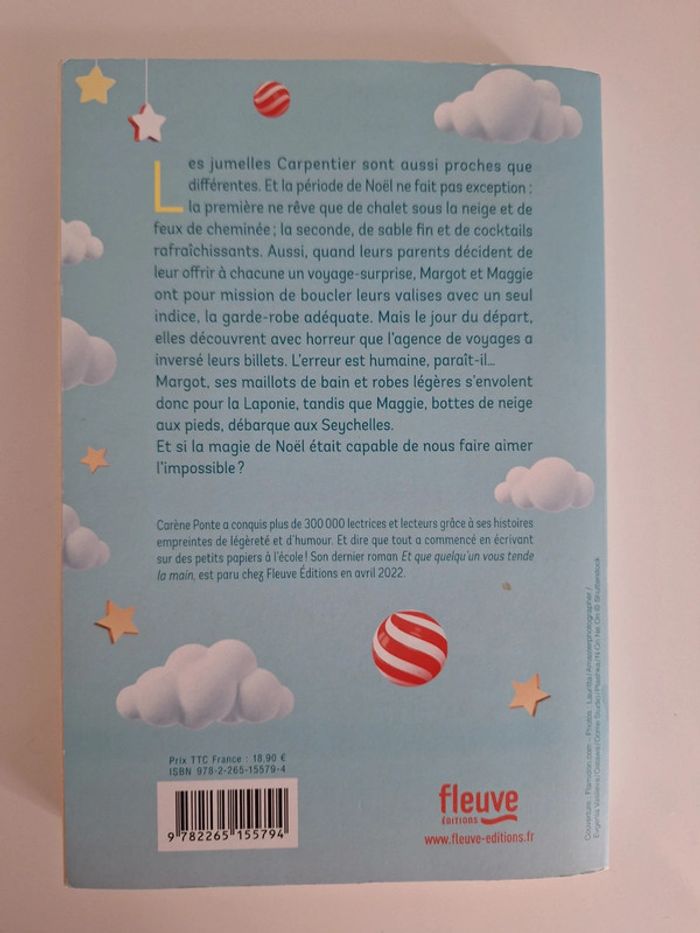 Les jumelles Carpentier sont aussi proches que
différentes. Et la période de Noël ne fait pas exception :
la première ne rêve que de chalet sous la neige et de
feux de cheminée ; la seconde, de sable fin et de cocktails
rafraîchissants. Aussi, quand leurs parents décident de
leur offrir à chacune un voyage-surprise, Margot et Maggie
ont pour mission de boucler leurs valises avec un seul
indice, la garde-robe adéquate. Mais le jour du départ,
elles découvrent avec horreur que l'agence de voyages a
inversé leurs billets. L'erreur est humaine, paraît-il...
Margot, ses maillots de bain et robes légères s'envolent
donc pour la Laponie, tandis que Maggie, bottes de neige
aux pieds, débarque aux Seychelles.
Et si la magie de Noël était capable de nous faire aimer
l'impossible ?
Carène Ponte a conquis plus de 300 000 lectrices et lecteurs grâce à ses histoires
empreintes de légèreté et d'humour. Et dire que tout a commencé en écrivant
sur des petits papiers à l'école ! Son dernier roman Et que quelqu'un vous tende
la main, est paru chez Fleuve Éditions en avril 2022.
Prix TTC France : 18,90 €
ISBN 978-2-265-15579-4
9 782265 155794
fleuve
ÉDITIONS
www.fleuve-editions.fr